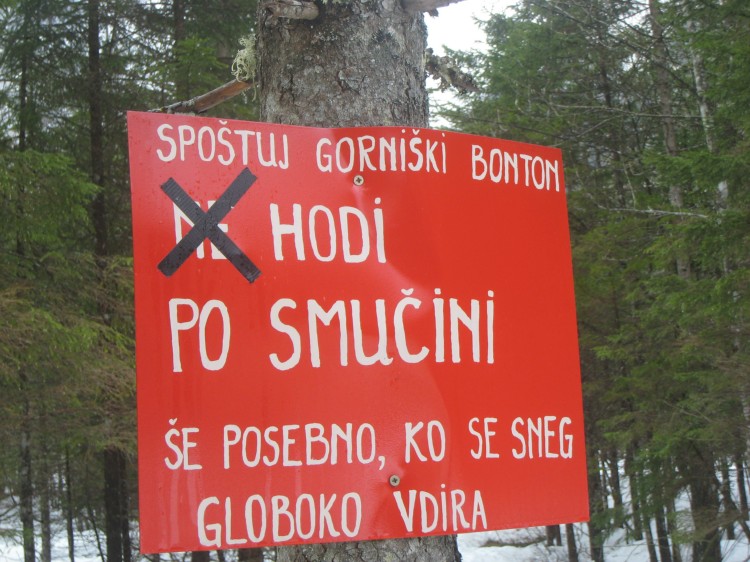 SPOŠTUJ GORNIŠKI BONTON
NE HODI
PO SMUČINI
ŠE POSEBNO, KO SE SNEG
GLOBOKO VDIRA